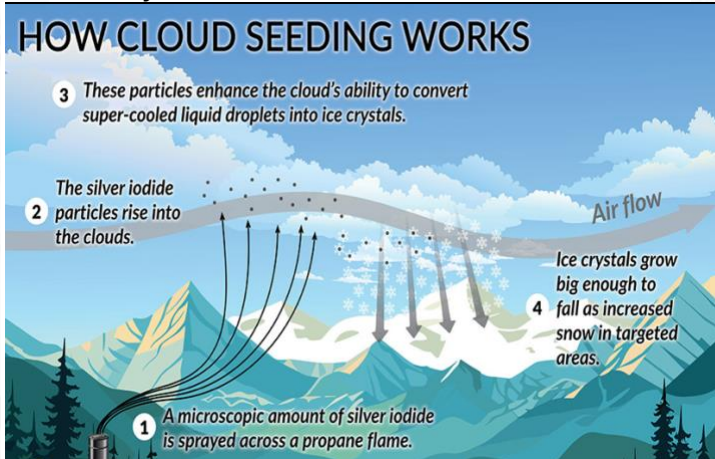 HOW CLOUD SEEDING WORKS
3 These particles enhance the cloud's ability to convert
super-cooled liquid droplets into ice crystals.
2 The silver iodide
particles rise into
the clouds.
Air flow
4 Ice crystals grow
big enough to
fall as increased
snow in targeted
areas.
1 A microscopic amount of silver iodide
is sprayed across a propane flame.